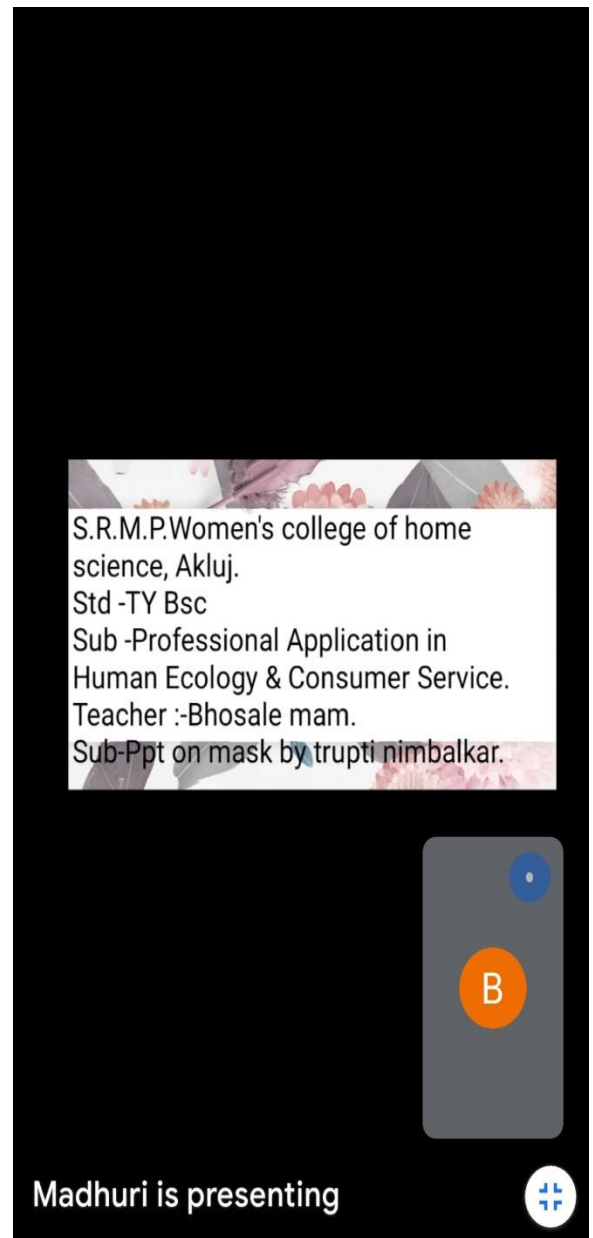 S.R.M.P.Women's college of home
science, Akluj.
Std -TY Bsc
Sub -Professional Application in
Human Ecology & Consumer Service.
Teacher :-Bhosale mam.
Sub-Ppt on mask by trupti nimbalkar.
B
Madhuri is presenting